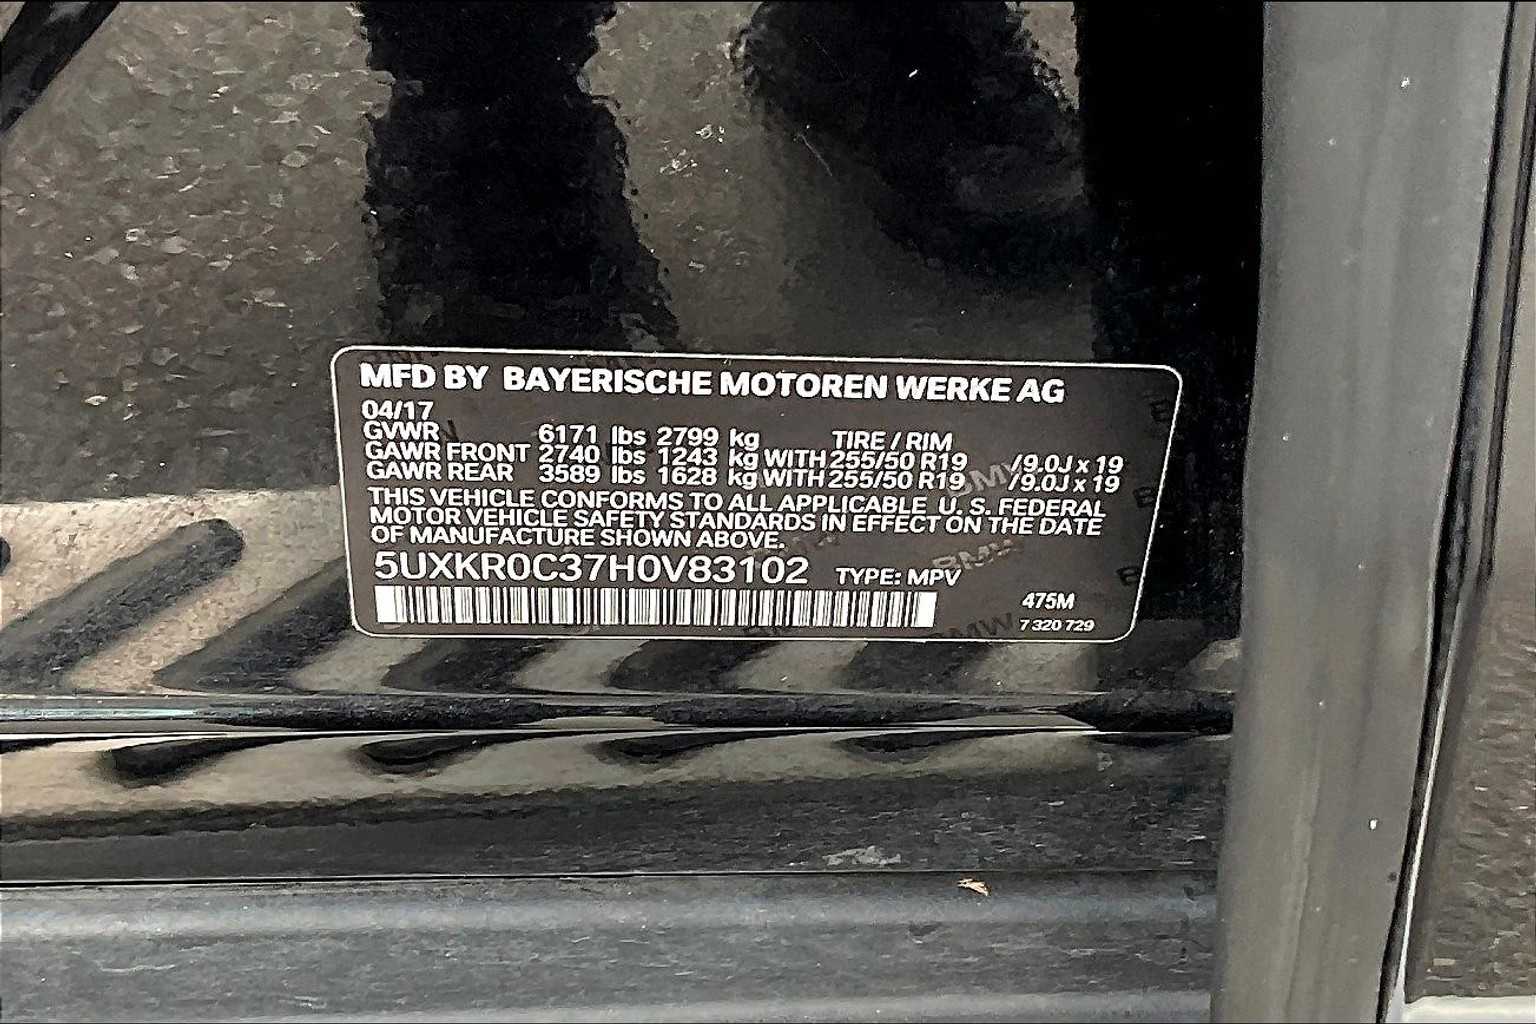 MFD BY BAYERISCHE MOTOREN WERKE AG
04/17
GVWR 6171 lbs 2799 kg TIRE / RIM
GAWR FRONT 2740 lbs 1243 kg WITH 255/50 R19 /9.0J x 19
GAWR REAR 3589 lbs 1628 kg WITH 255/50 R19 /9.0J x 19
THIS VEHICLE CONFORMS TO ALL APPLICABLE U. S. FEDERAL
MOTOR VEHICLE SAFETY STANDARDS IN EFFECT ON THE DATE
OF MANUFACTURE SHOWN ABOVE.
5UXKR0C37H0V83102 TYPE: MPV
475M
7 320 729
BMW
BMW
BMW